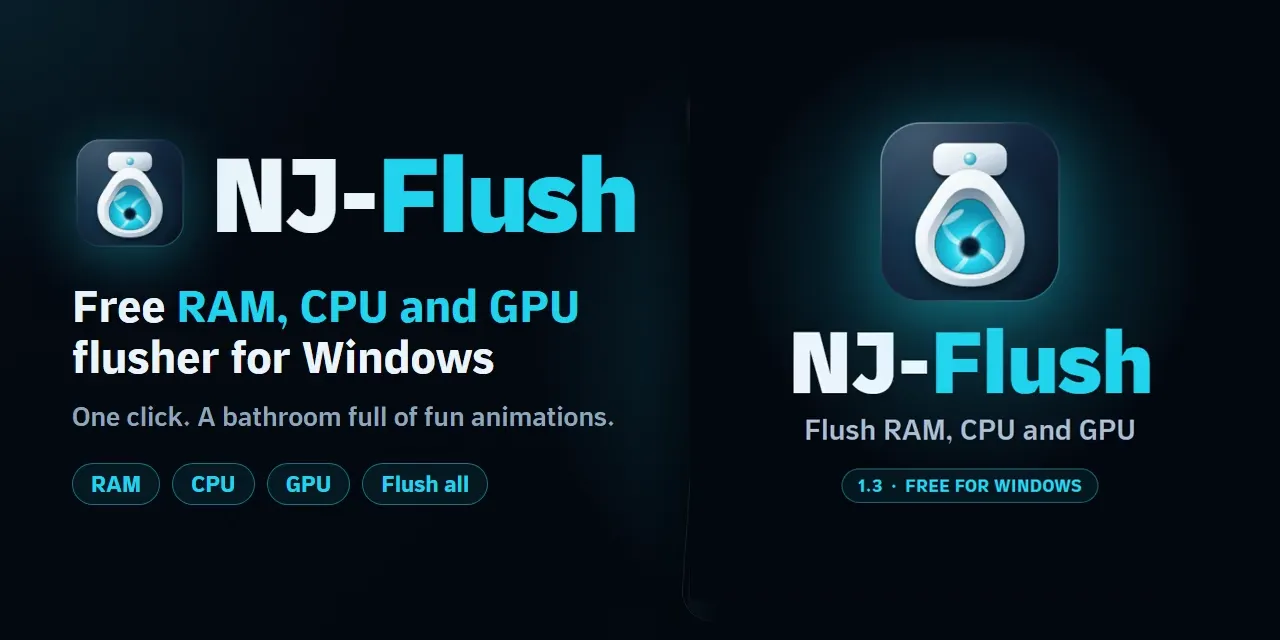 NJ-Flush
Free RAM, CPU and GPU
flusher for Windows
One click. A bathroom full of fun animations.
RAM
CPU
GPU
Flush all
NJ-Flush
Flush RAM, CPU and GPU
1.3 · FREE FOR WINDOWS